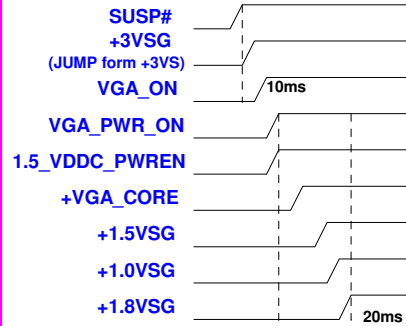 SUSP#
+3VSG
(JUMP form +3VS)
VGA_ON
10ms
VGA_PWR_ON
1.5_VDDC_PWREN
+VGA_CORE
+1.5VSG
+1.0VSG
+1.8VSG
20ms